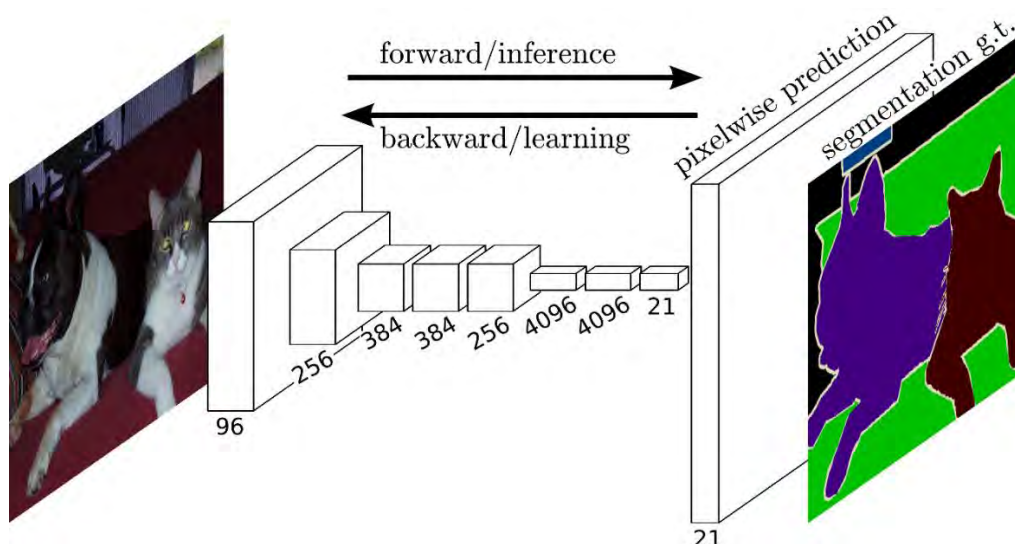 forward/inference
backward/learning
pixelwise prediction
segmentation g.t.
96
256
384
384
256
4096
4096
21
21